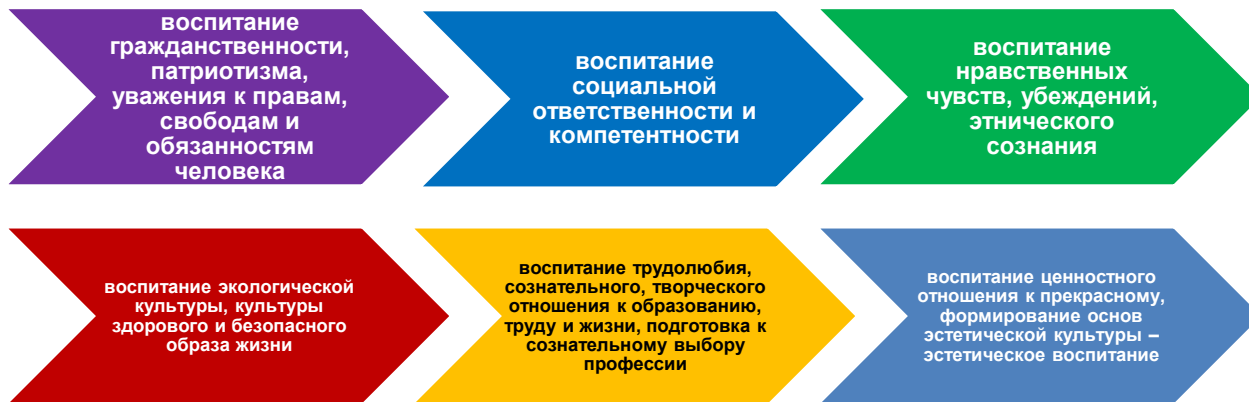 воспитание
гражданственности,
патриотизма,
уважения к правам,
свободам и
обязанностям
человека
воспитание
социальной
ответственности и
компетентности
воспитание
нравственных
чувств, убеждений,
этнического
сознания
воспитание экологической
культуры, культуры
здорового и безопасного
образа жизни
воспитание трудолюбия,
сознательного, творческого
отношения к образованию,
труду и жизни, подготовка к
сознательному выбору
профессии
воспитание ценностного
отношения к прекрасному,
формирование основ
эстетической культуры –
эстетическое воспитание